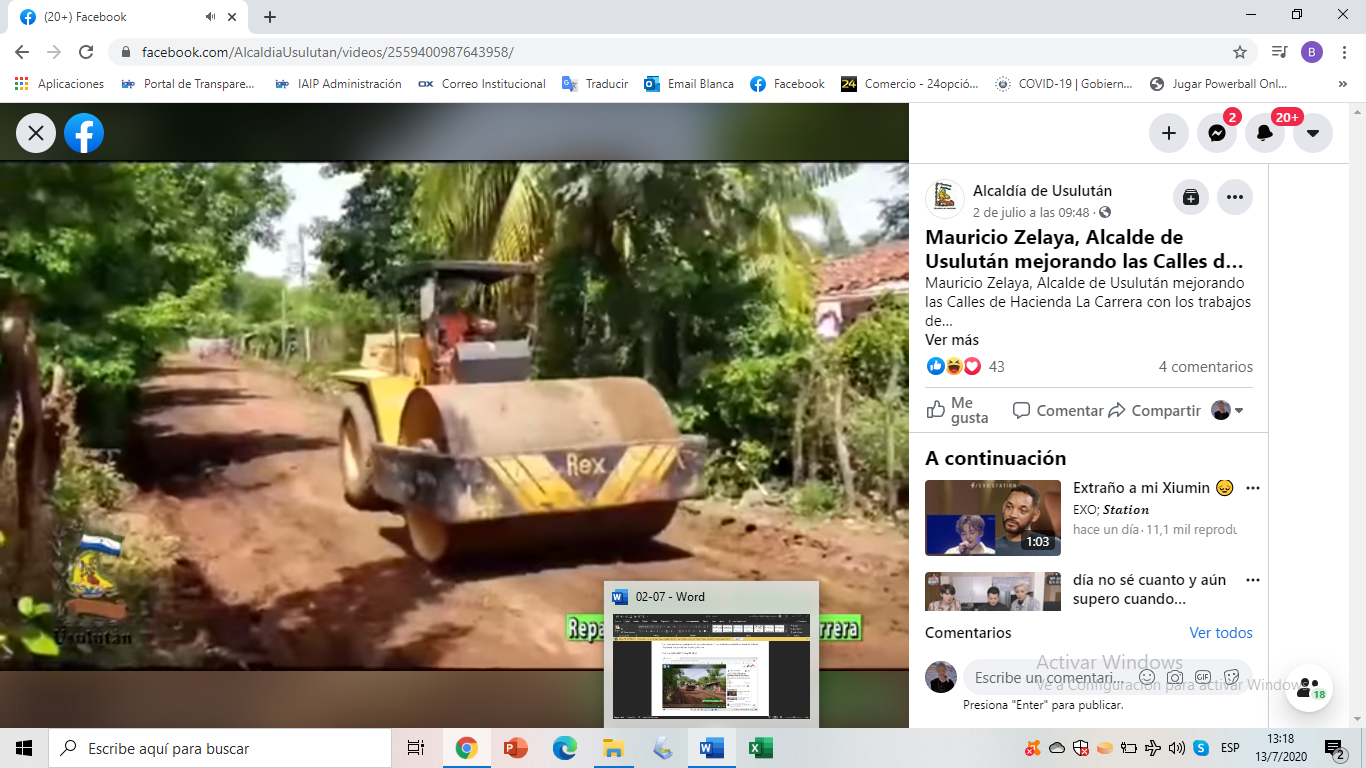 (20+) Facebook
facebook.com/AlcaldiaUsulutan/videos/2559400987643958/
B
Aplicaciones
Portal de Transpare...
IAIP Administración
Correo Institucional
Traducir
Email Blanca
Facebook
24 Comercio - 24opció...
COVID-19 | Gobiern...
Jugar Powerball Onl...
»
2
20+
Alcaldía de Usulután
2 de julio a las 09:48 ·
Mauricio Zelaya, Alcalde de
Usulután mejorando las Calles d...
Mauricio Zelaya, Alcalde de Usulután mejorando
las Calles de Hacienda La Carrera con los trabajos
de...
Ver más
43
4 comentarios
Me gusta
Comentar
Compartir
A continuación
Extraño a mi Xiumin
EXO; Station
hace un día · 11,1 mil reprodu
1:03
día no sé cuanto y aún
supero cuando...
Comentarios
Ver todos
Escribe un comentari...
GIF
Presiona "Enter" para publicar.
Activar Windows
Ve a Configuración para activar Windows.
18
Rex
Usulután
Repa
rrera
02-07 - Word
Escribe aquí para buscar
ESP
13:18
13/7/2020
2